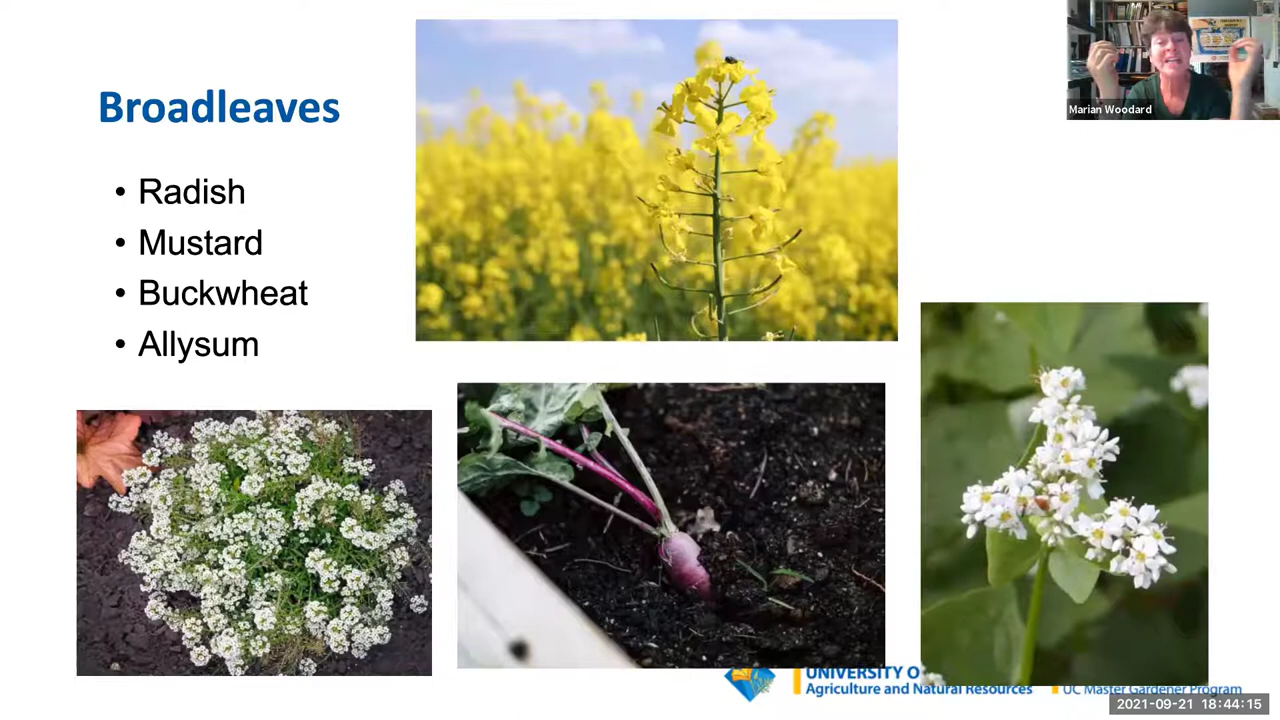 Broadleaves
• Radish
• Mustard
• Buckwheat
• Allysum
Marian Woodard
UNIVERSITY O
Agriculture and Natural Resources
UC Master Gardener Program
2021-09-21 18:44:15